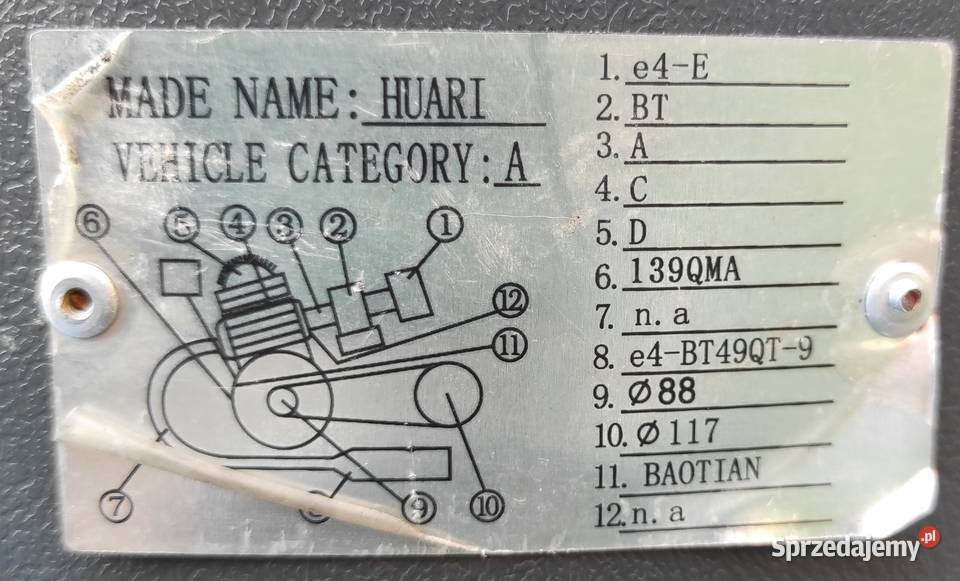 MADE NAME: HUARI
VEHICLE CATEGORY: A
1. e4-E
2. BT
3. A
4. C
5. D
6. 139QMA
7. n.a
8. e4-BT49QT-9
9. Ø88
10. Ø117
11. BAOTIAN
12. n.a
⑥ ⑤ ④ ③ ② ①
⑫
⑪
⑦ ⑨ ⑩
Sprzedajemy.pl